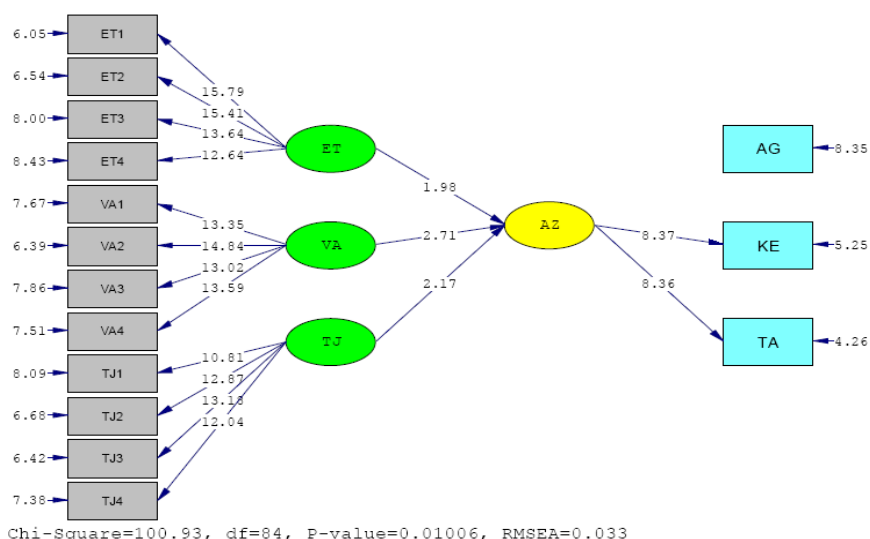 6.05 ET1
6.54 ET2 15.79
15.41
8.00 ET3 13.64
8.43 ET4 12.64 ET AG 8.35
1.98
7.67 VA1
13.35
6.39 VA2 14.84 VA 2.71 AZ 8.37 KE 5.25
13.02
7.86 VA3 13.59 2.17 8.36
7.51 VA4
TJ TA 4.26
8.09 TJ1 10.81
12.87
6.68 TJ2 13.18
12.04
6.42 TJ3
7.38 TJ4
Chi-Square=100.93, df=84, P-value=0.01006, RMSEA=0.033